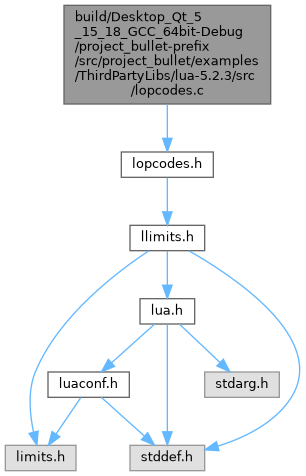 build/Desktop_Qt_5
_15_18_GCC_64bit-Debug
/project_bullet-prefix
/src/project_bullet/examples
/ThirdPartyLibs/lua-5.2.3/src
/lopcodes.c
lopcodes.h
llimits.h
lua.h
luaconf.h
stdarg.h
limits.h
stddef.h